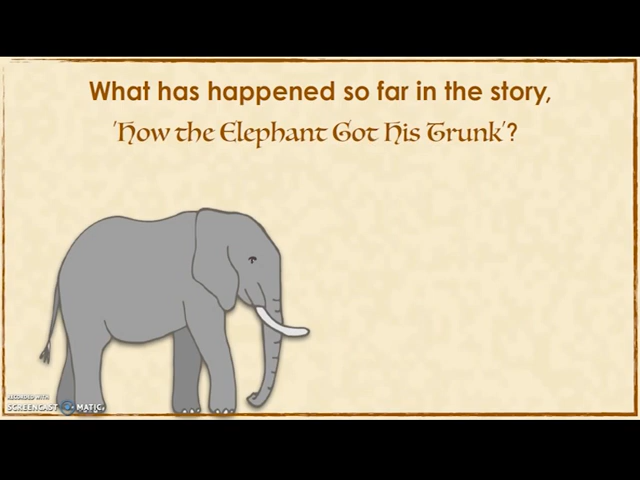 What has happened so far in the story,
'How the Elephant Got His Trunk'?
RECORDED WITH
SCREENCAST MATIC